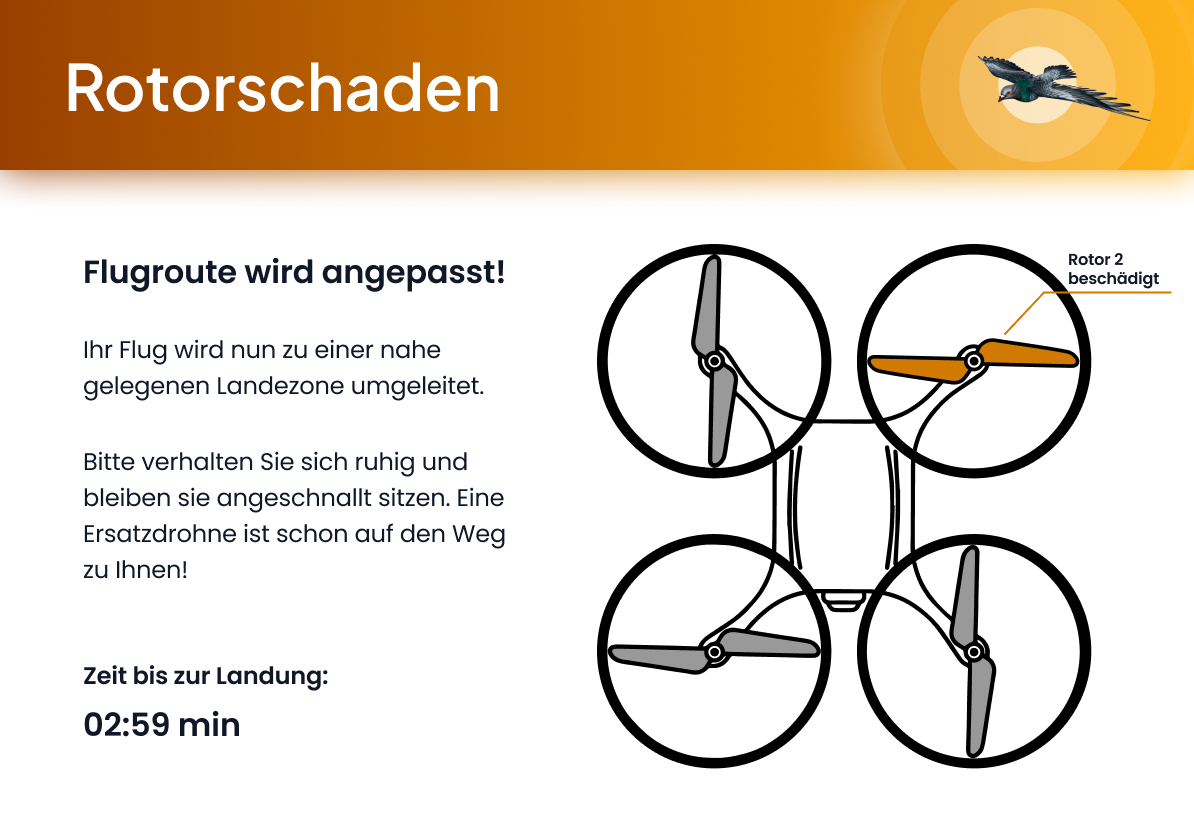 Rotorschaden
Flugroute wird angepasst!
Ihr Flug wird nun zu einer nahe
gelegenen Landezone umgeleitet.
Bitte verhalten Sie sich ruhig und
bleiben sie angeschnallt sitzen. Eine
Ersatzdrohne ist schon auf den Weg
zu Ihnen!
Zeit bis zur Landung:
02:59 min
Rotor 2
beschädigt